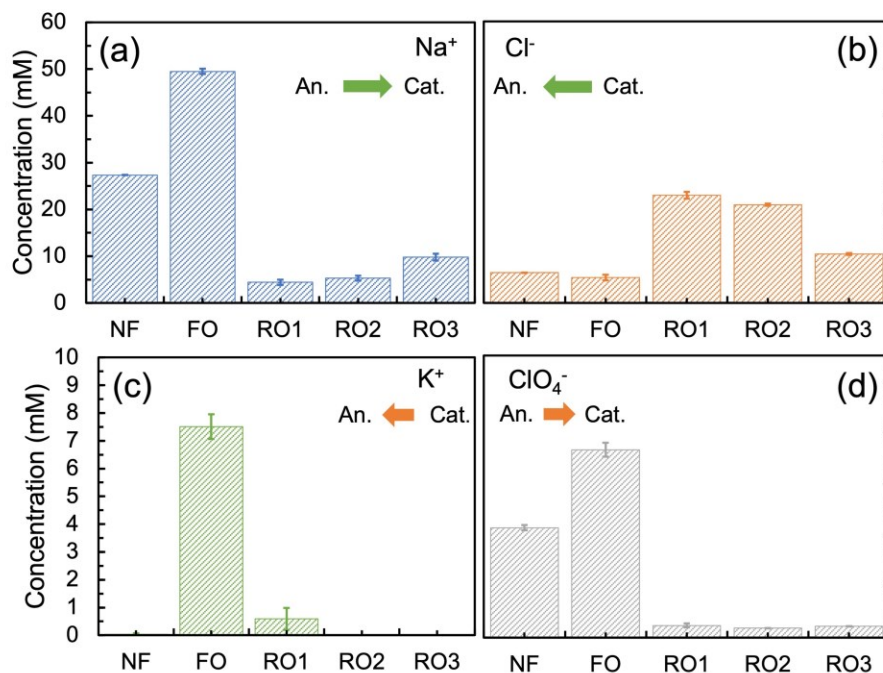 (a)
Na⁺
An. Cat.
Concentration (mM)
60
50
40
30
20
10
0
NF FO RO1 RO2 RO3
Cl⁻
(b)
An. Cat.
NF FO RO1 RO2 RO3
(c)
K⁺
An. Cat.
Concentration (mM)
10
9
8
7
6
5
4
3
2
1
0
NF FO RO1 RO2 RO3
ClO₄⁻
(d)
An. Cat.
NF FO RO1 RO2 RO3